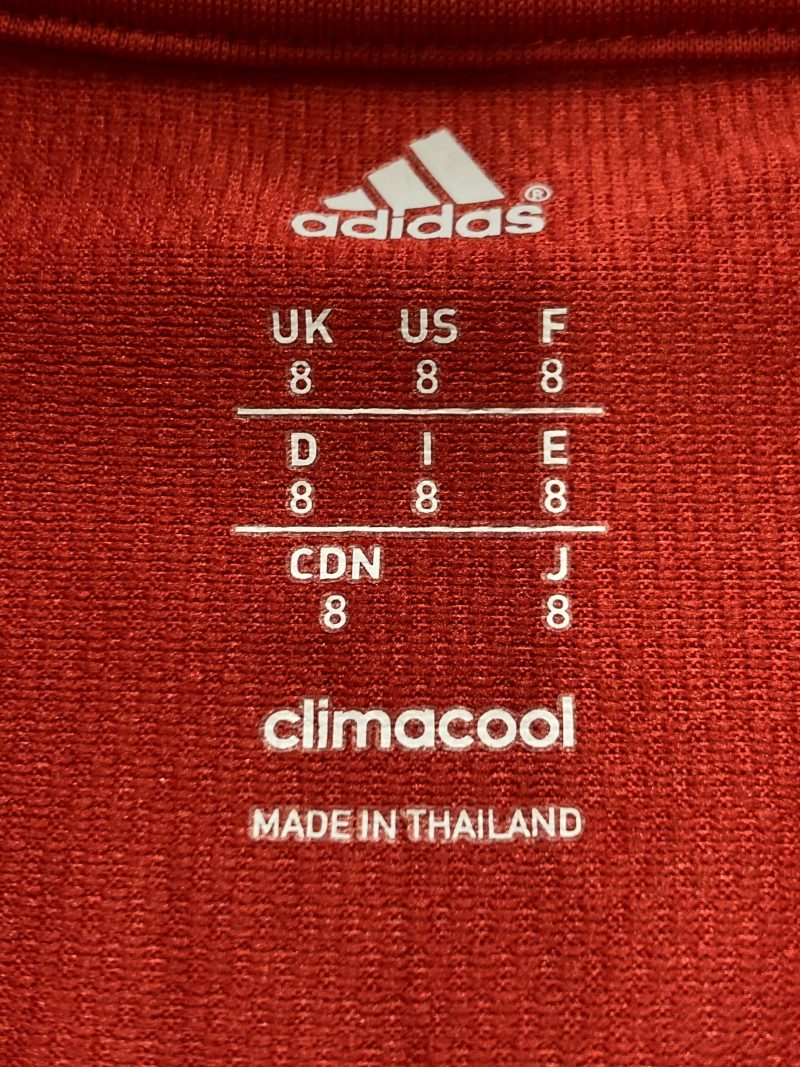 adidas®
UK US F
8 8 8
D I E
8 8 8
CDN J
8 8
climacool
MADE IN THAILAND